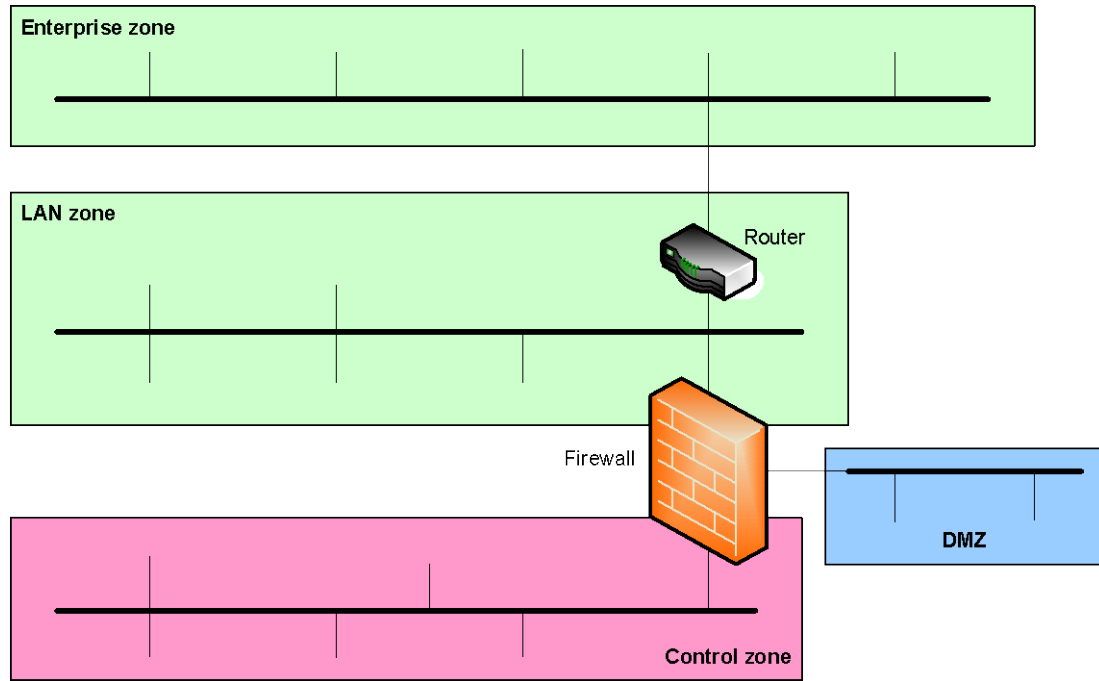 Enterprise zone
LAN zone
Router
Firewall
DMZ
Control zone